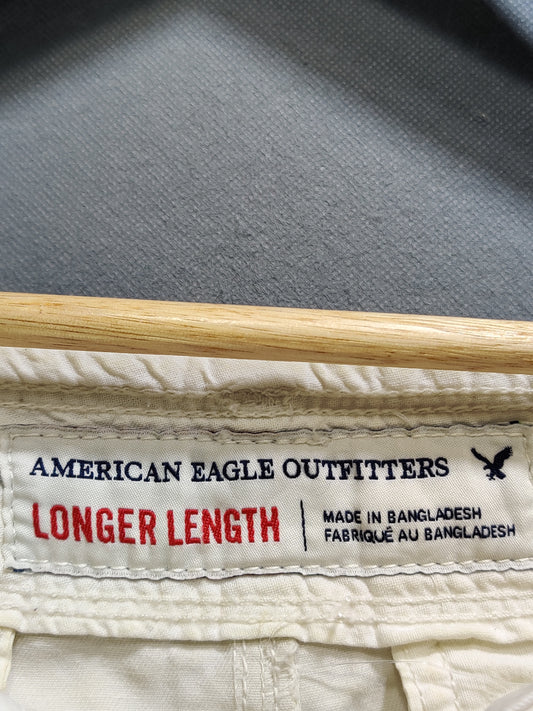 AMERICAN EAGLE OUTFITTERS
LONGER LENGTH
MADE IN BANGLADESH
FABRIQUÉ AU BANGLADESH